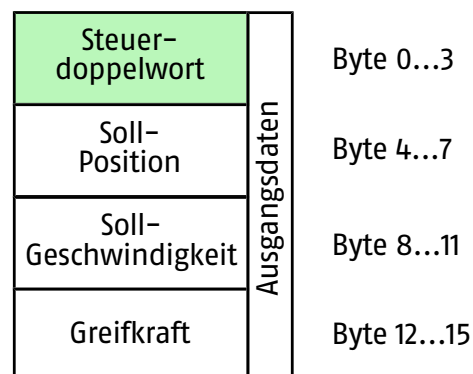 Steuer-
doppelwort
Byte 0...3
Soll-
Position
Byte 4...7
Soll-
Geschwindigkeit
Byte 8...11
Greifkraft
Byte 12...15
Ausgangsdaten